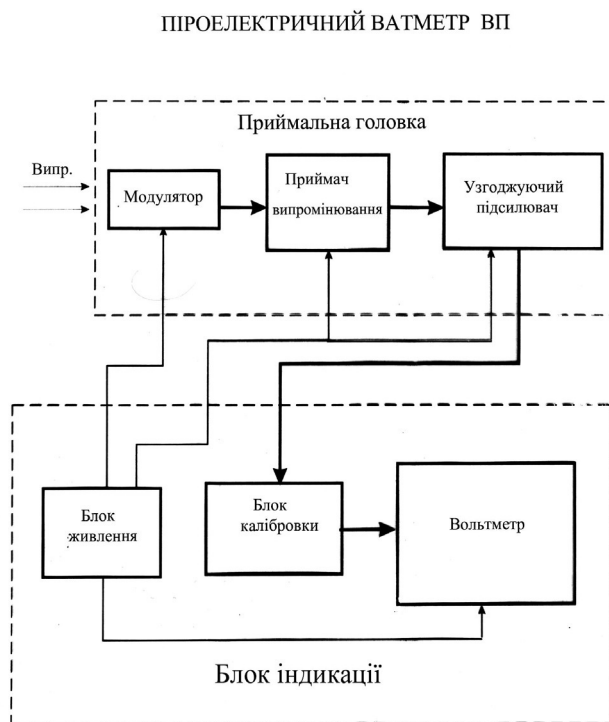 ПІРОЕЛЕКТРИЧНИЙ ВАТМЕТР ВП
Приймальна головка
Випр.
Модулятор
Приймач
випромінювання
Узгоджуючий
підсилювач
Блок
живлення
Блок
калібровки
Вольтметр
Блок індикації